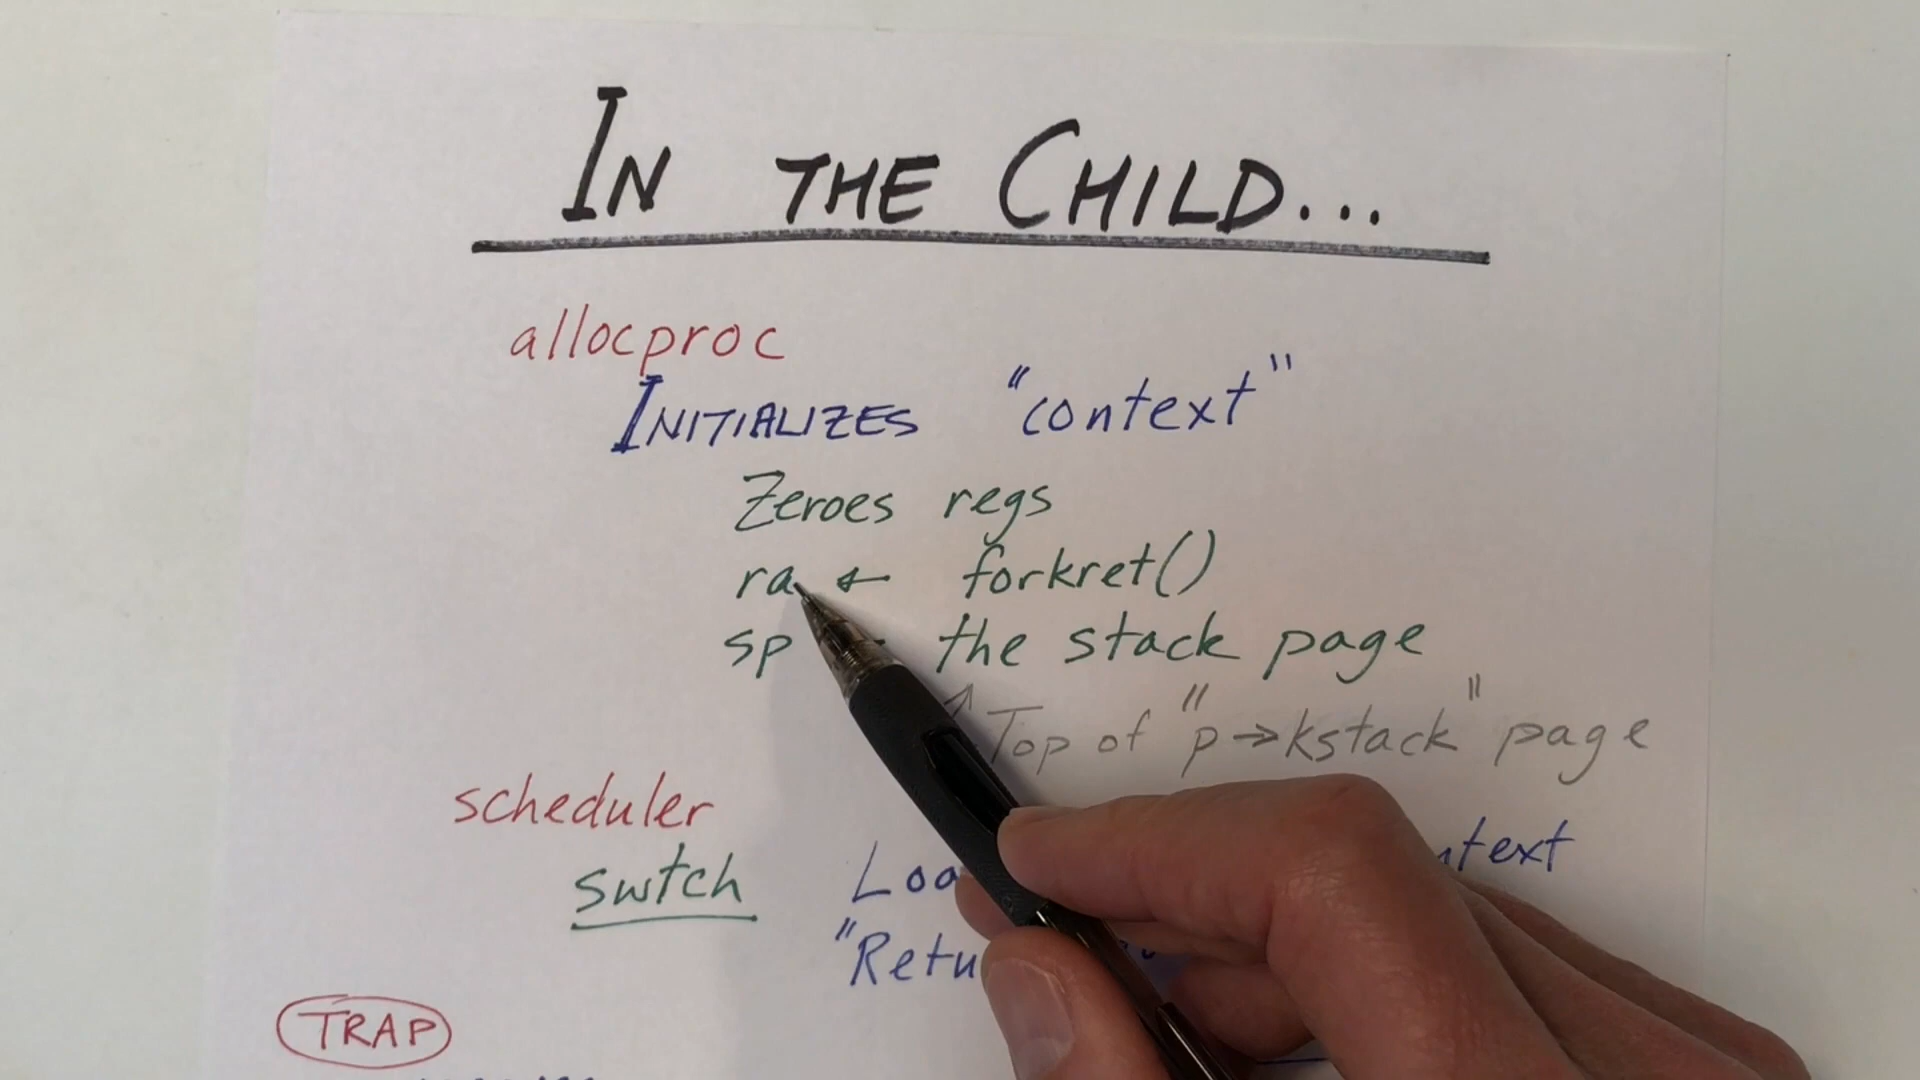 IN THE CHILD...
allocproc
INITIALIZES "context"
Zeroes regs
ra ← forkret()
sp ← the stack page
↑ Top of "p→kstack" page
scheduler
swtch
TRAP